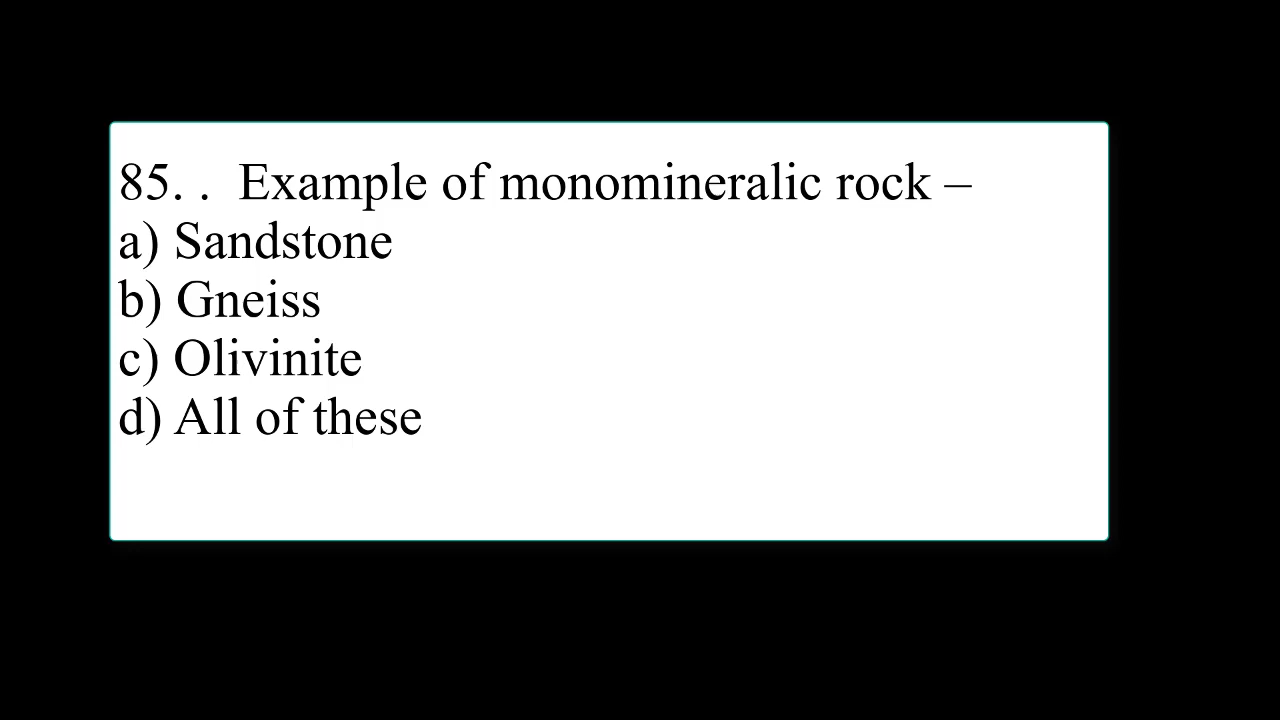 85. .  Example of monomineralic rock –
a) Sandstone
b) Gneiss
c) Olivinite
d) All of these